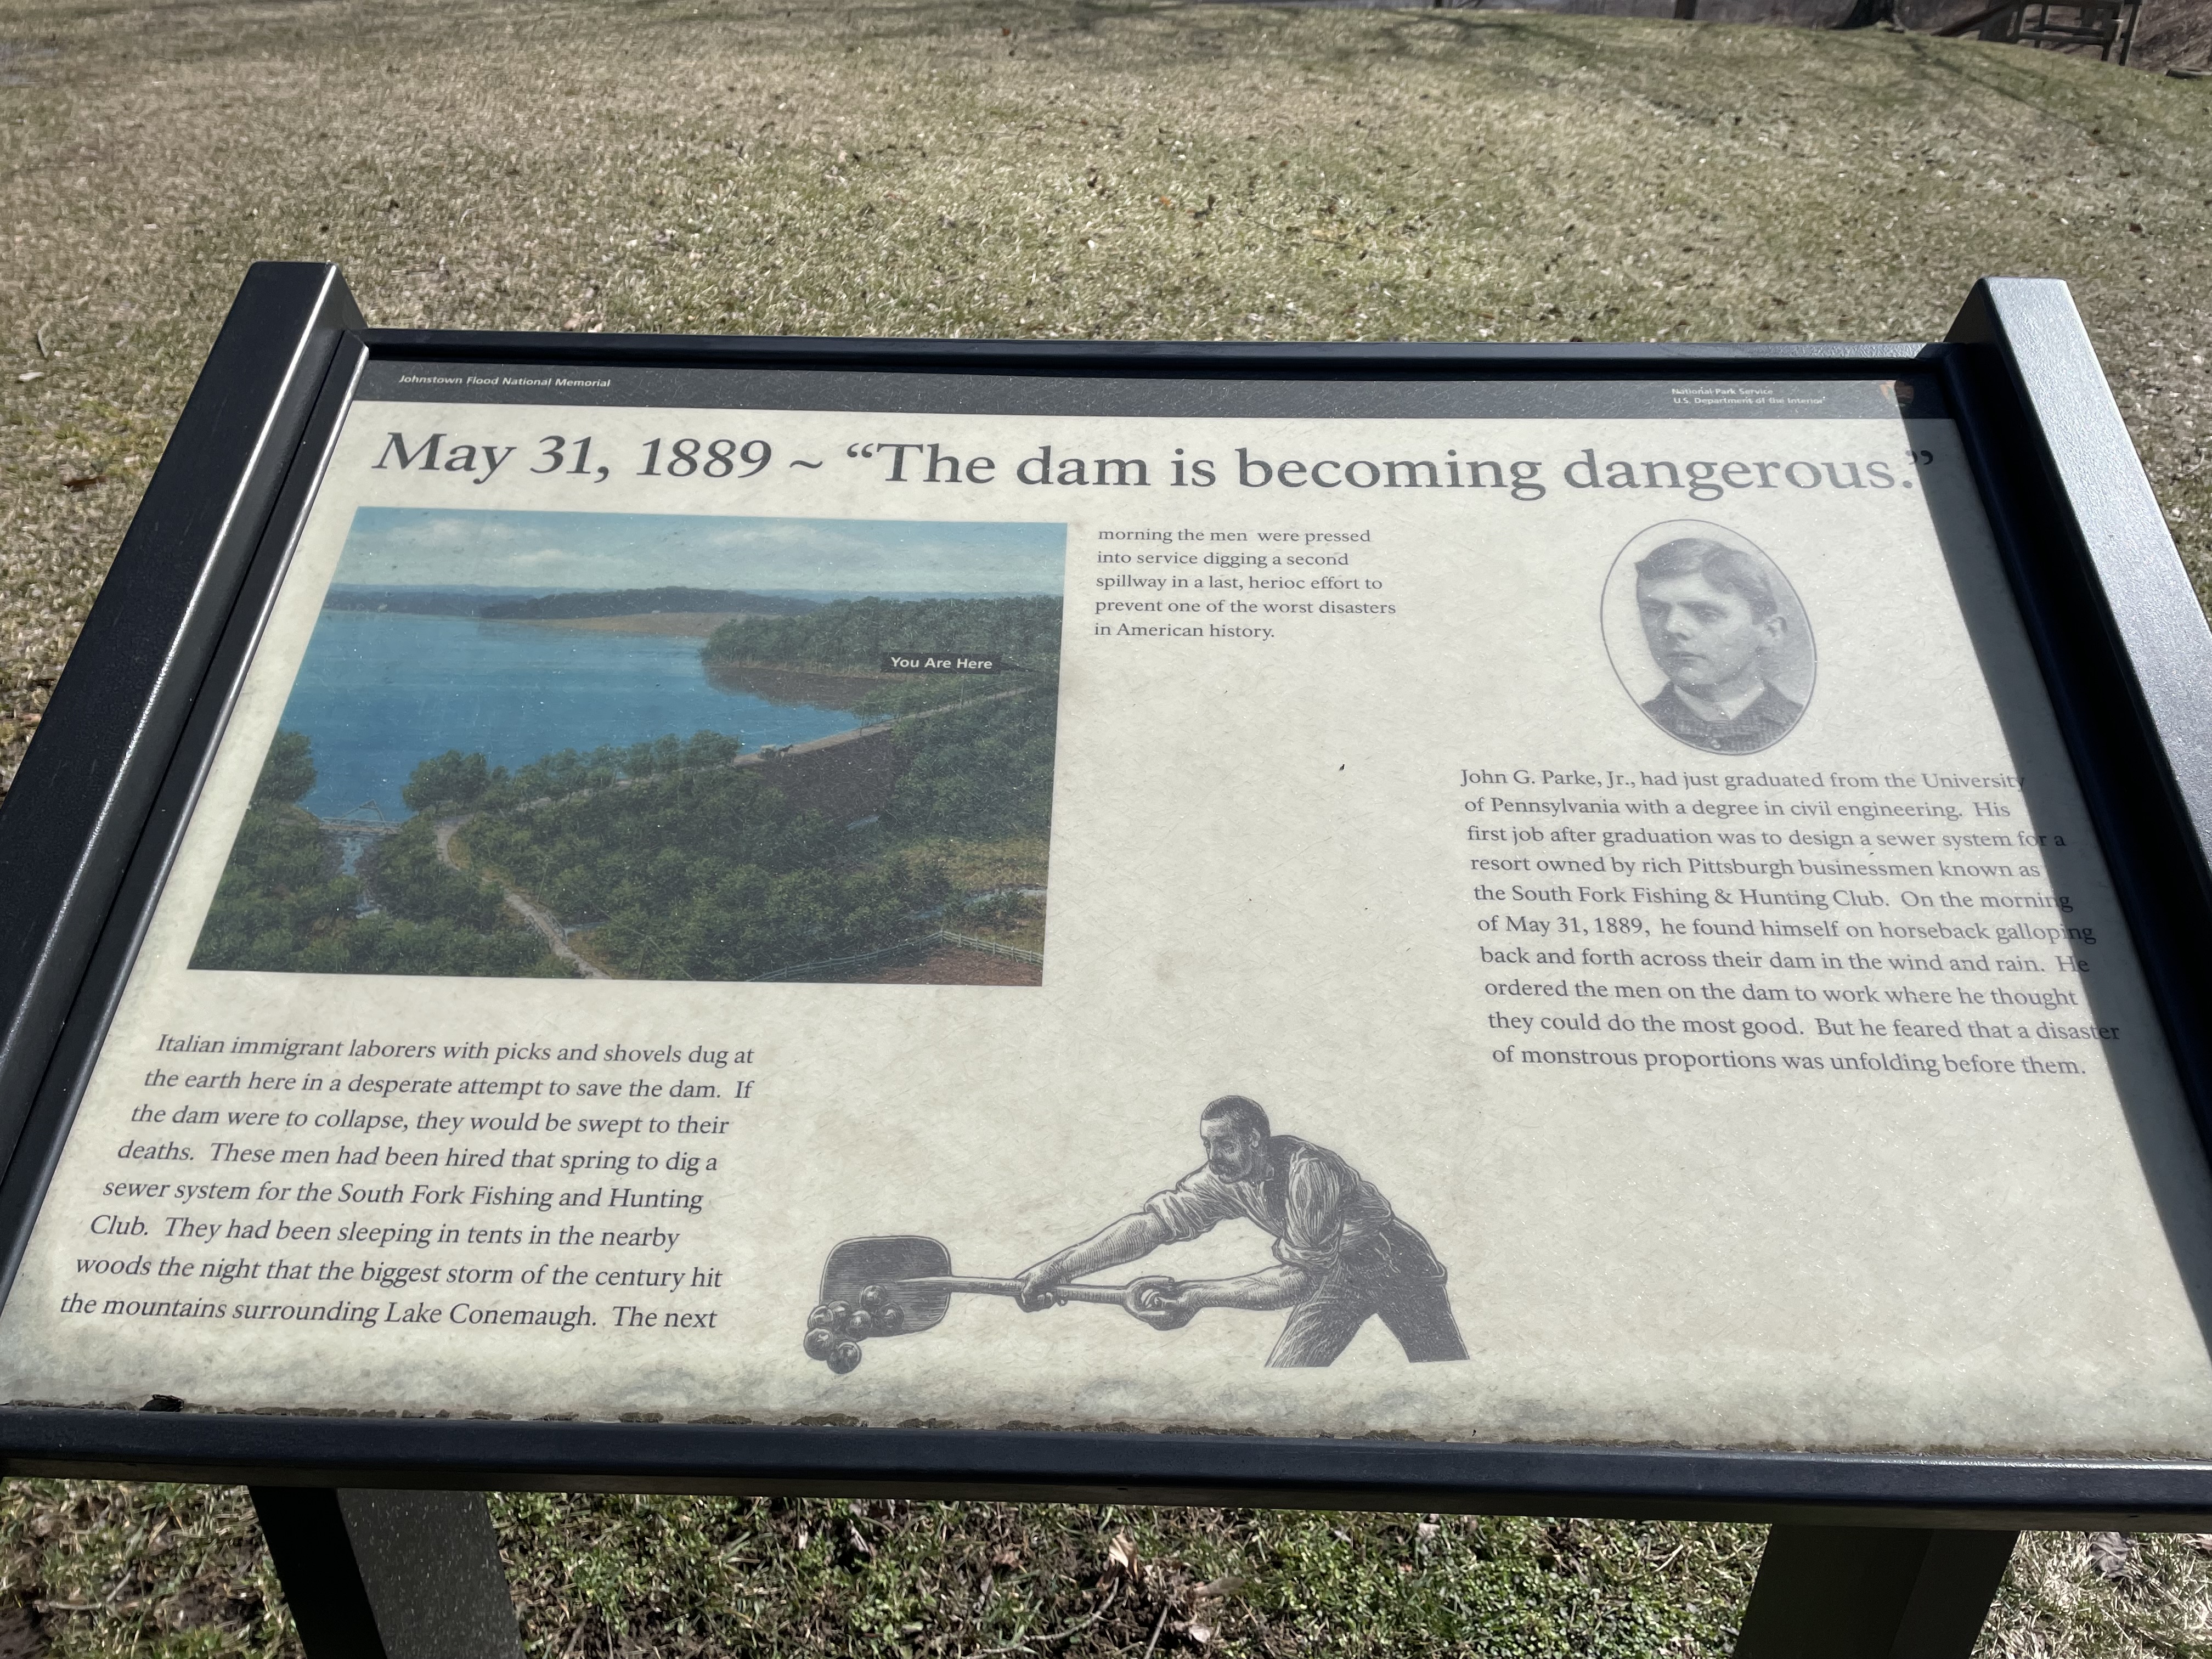 Johnstown Flood National Memorial
National Park Service
U.S. Department of the Interior
May 31, 1889 ~ “The dam is becoming dangerous.”
You Are Here
Italian immigrant laborers with picks and shovels dug at
the earth here in a desperate attempt to save the dam. If
the dam were to collapse, they would be swept to their
deaths. These men had been hired that spring to dig a
sewer system for the South Fork Fishing and Hunting
Club. They had been sleeping in tents in the nearby
woods the night that the biggest storm of the century hit
the mountains surrounding Lake Conemaugh. The next
morning the men were pressed
into service digging a second
spillway in a last, herioc effort to
prevent one of the worst disasters
in American history.
John G. Parke, Jr., had just graduated from the University
of Pennsylvania with a degree in civil engineering. His
first job after graduation was to design a sewer system for a
resort owned by rich Pittsburgh businessmen known as
the South Fork Fishing & Hunting Club. On the morning
of May 31, 1889, he found himself on horseback galloping
back and forth across their dam in the wind and rain. He
ordered the men on the dam to work where he thought
they could do the most good. But he feared that a disaster
of monstrous proportions was unfolding before them.